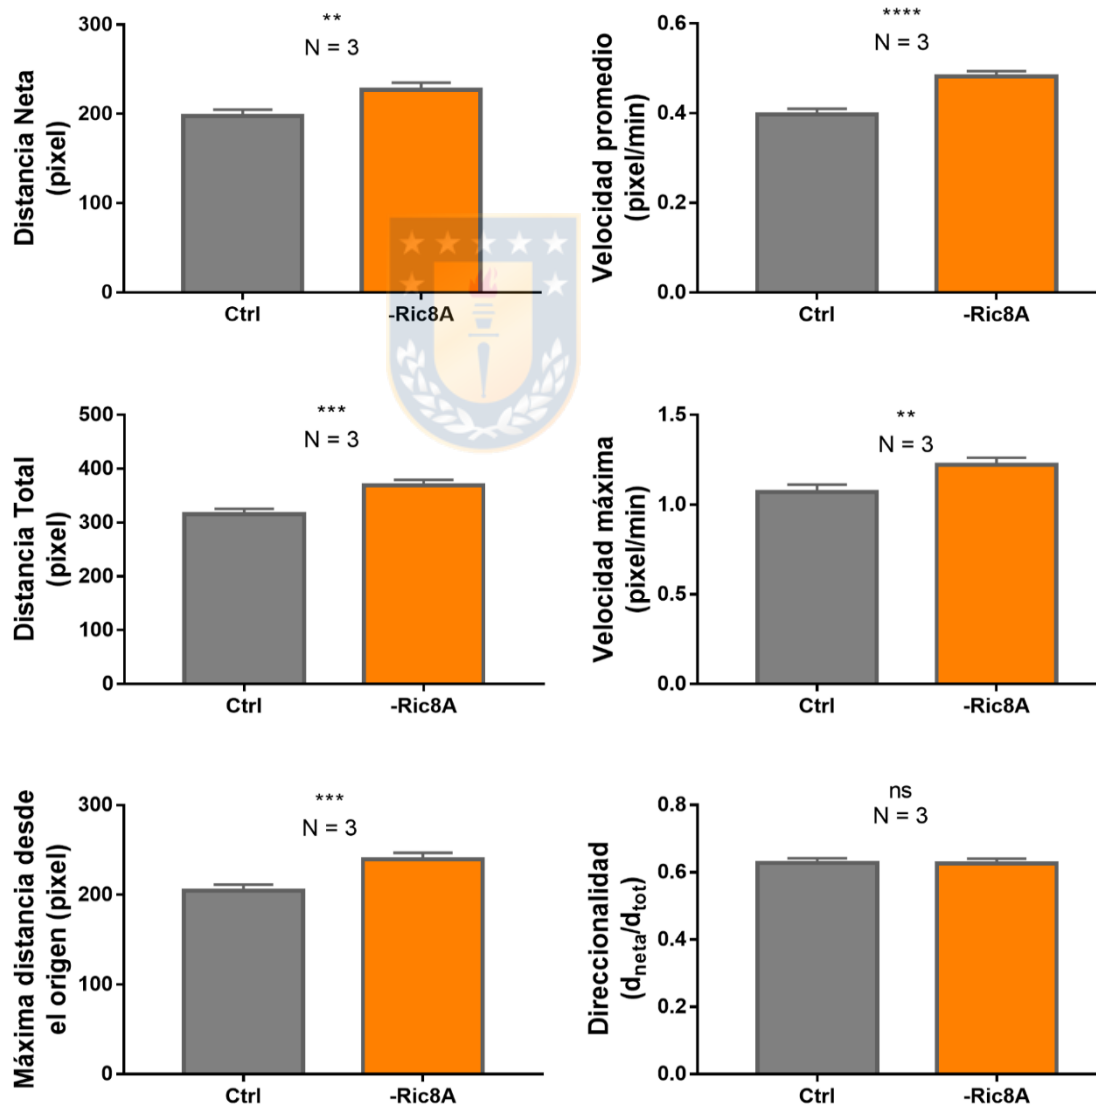 Distancia Neta
(pixel)
300
200
100
0
**
N = 3
Ctrl
-Ric8A
Velocidad promedio
(pixel/min)
0.6
0.4
0.2
0.0
****
N = 3
Ctrl
-Ric8A
Distancia Total
(pixel)
500
400
300
200
100
0
***
N = 3
Ctrl
-Ric8A
Velocidad máxima
(pixel/min)
1.5
1.0
0.5
0.0
**
N = 3
Ctrl
-Ric8A
Máxima distancia desde
el origen (pixel)
300
200
100
0
***
N = 3
Ctrl
-Ric8A
Direccionalidad
(dneta/dtot)
0.8
0.6
0.4
0.2
0.0
ns
N = 3
Ctrl
-Ric8A